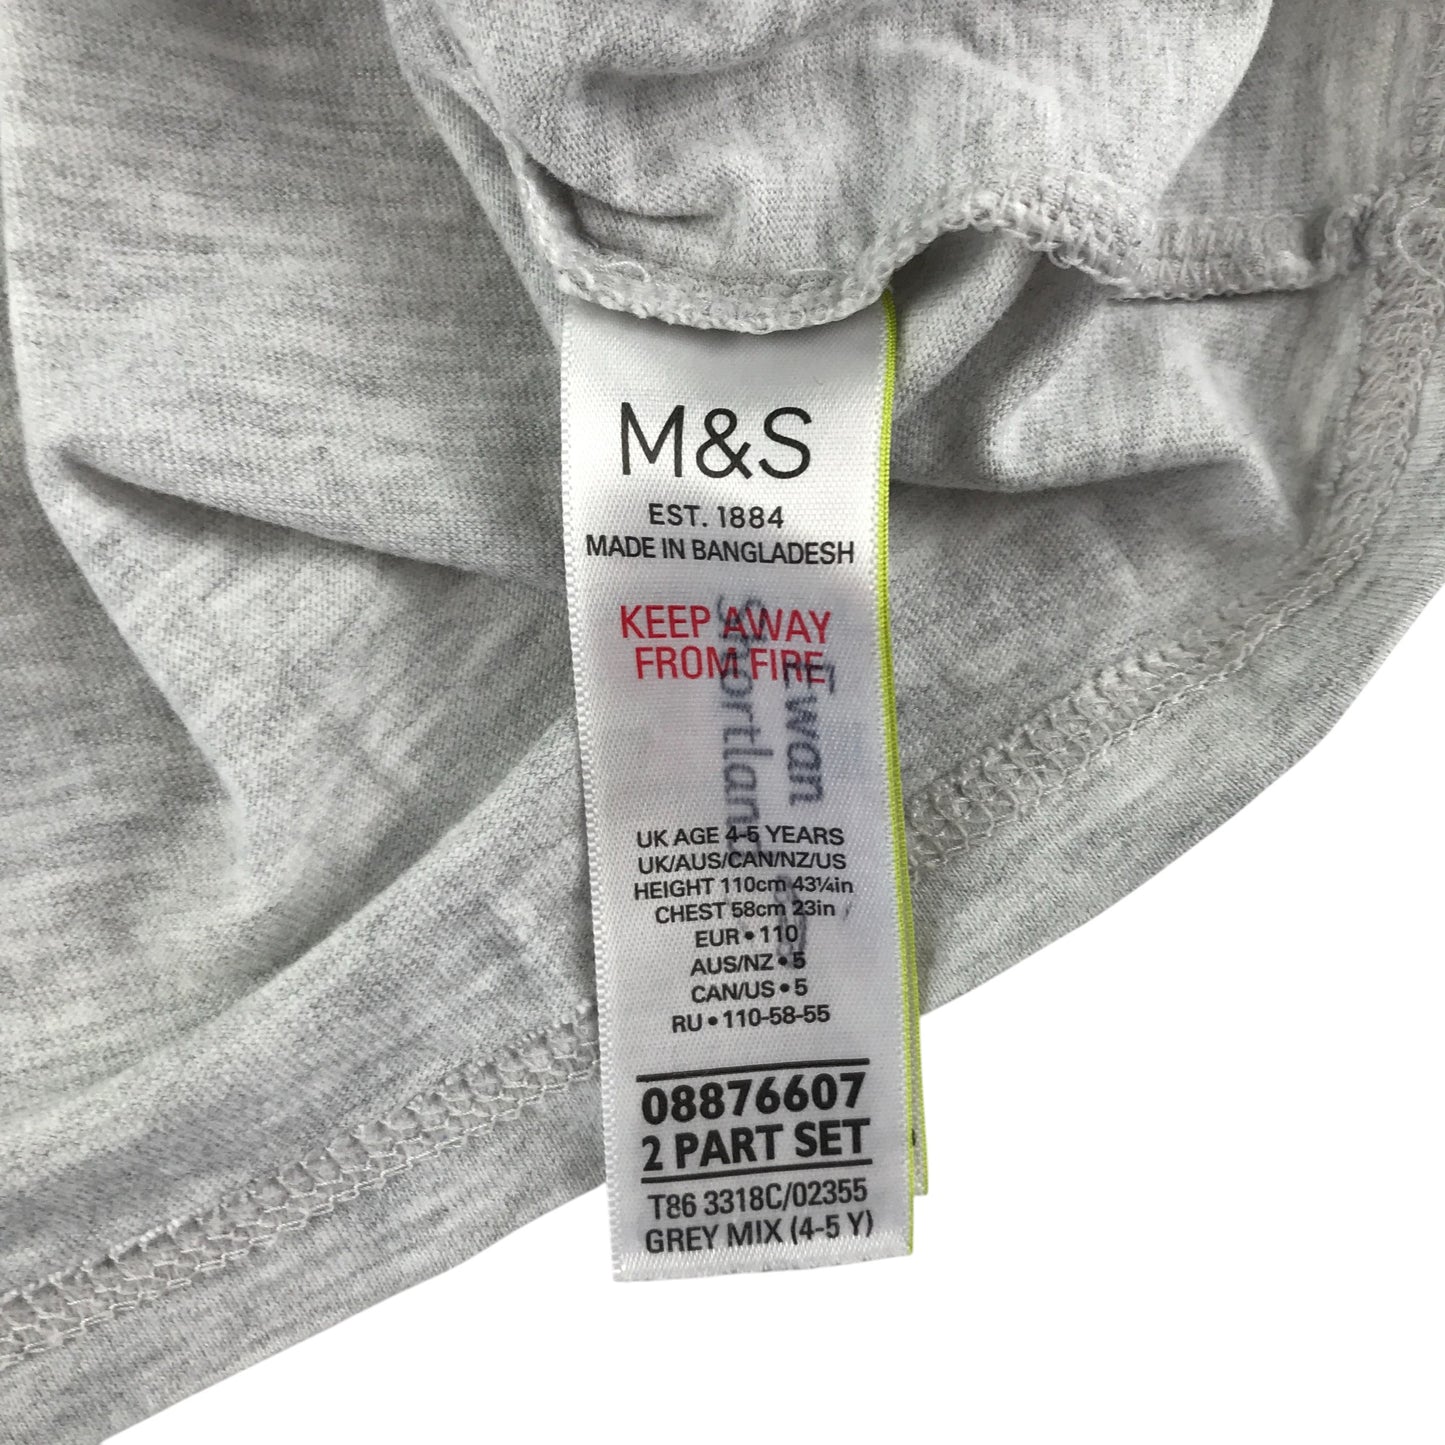 M&S
EST. 1884
MADE IN BANGLADESH
KEEP AWAY
FROM FIRE
Ewan
Shortland
UK AGE 4-5 YEARS
UK/AUS/CAN/NZ/US
HEIGHT 110cm 43¼in
CHEST 58cm 23in
EUR • 110
AUS/NZ • 5
CAN/US • 5
RU • 110-58-55
08876607
2 PART SET
T86 3318C/02355
GREY MIX (4-5 Y)